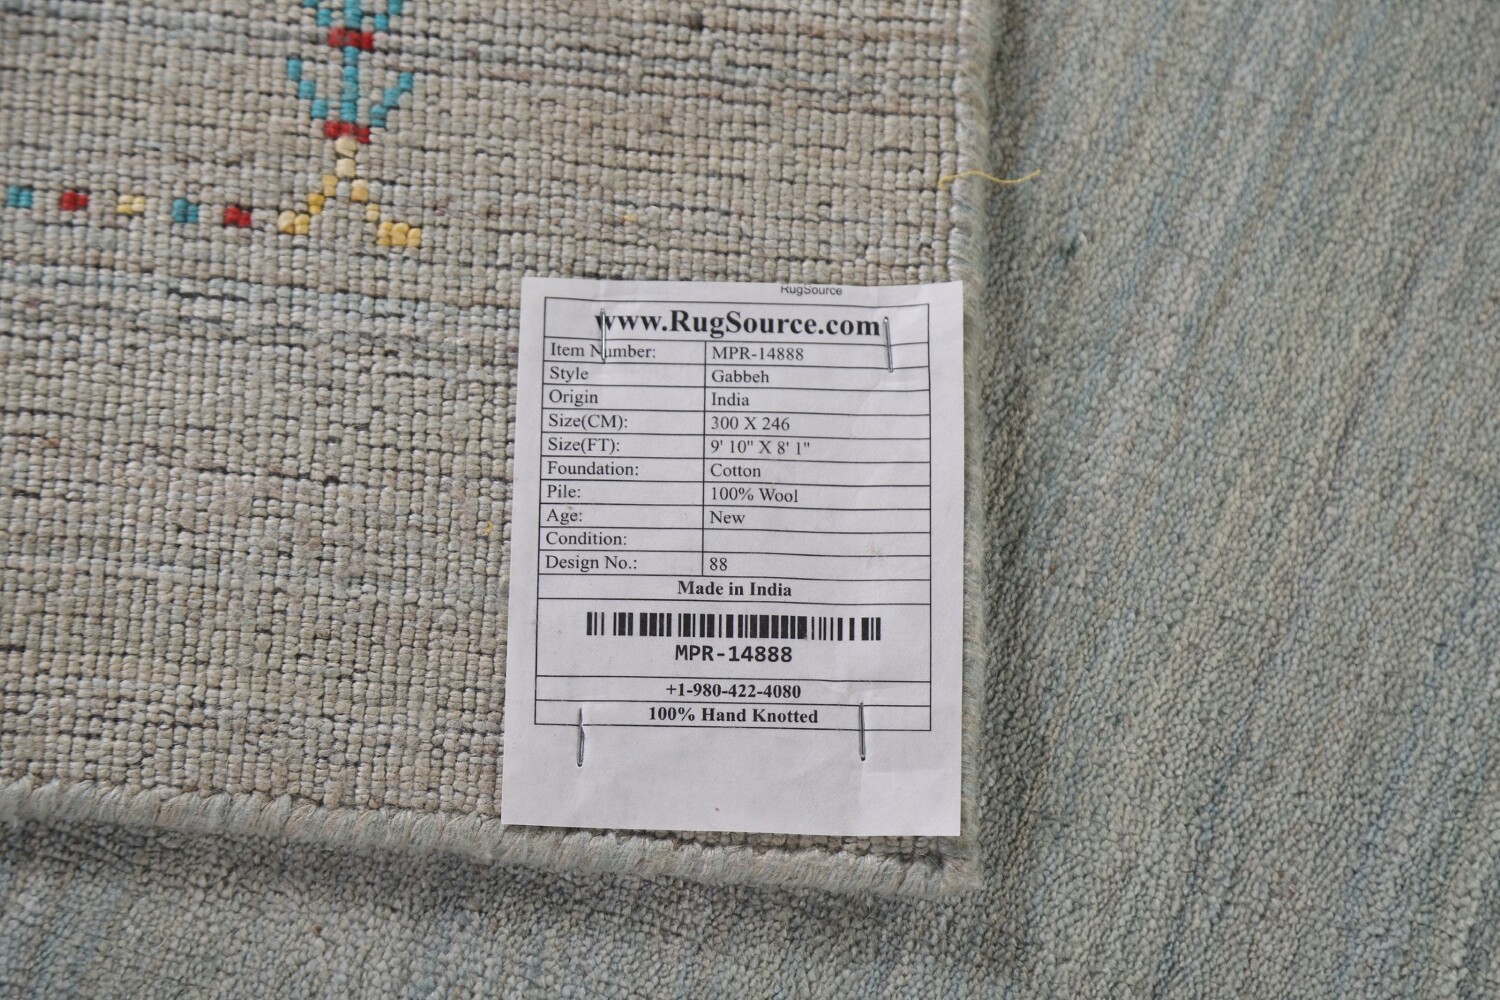 RugSource
www.RugSource.com
Item Number: MPR-14888
Style Gabbeh
Origin India
Size(CM): 300 X 246
Size(FT): 9' 10" X 8' 1"
Foundation: Cotton
Pile: 100% Wool
Age: New
Condition:
Design No.: 88
Made in India
MPR-14888
+1-980-422-4080
100% Hand Knotted